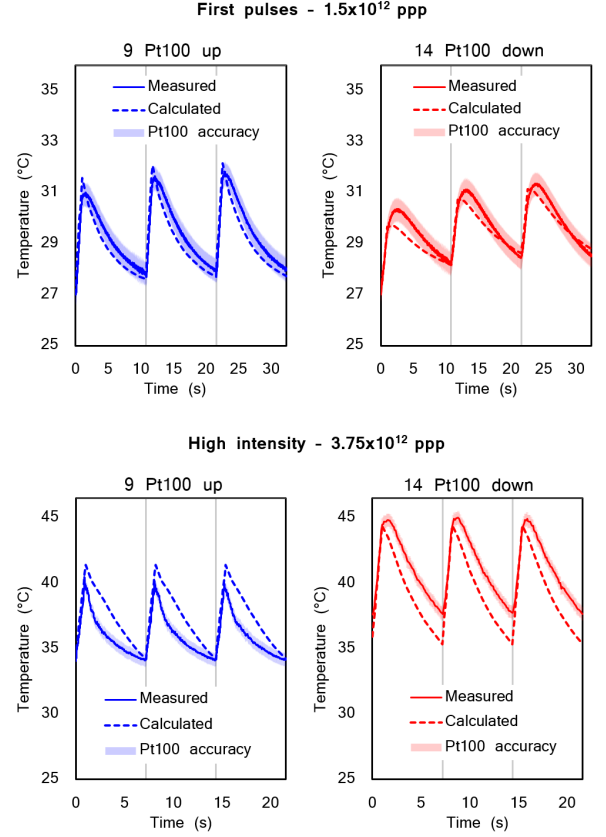 First pulses - 1.5x10¹² ppp
9 Pt100 up
14 Pt100 down
35
33
31
29
27
25
Temperature (°C)
Measured
Calculated
Pt100 accuracy
0 5 10 15 20 25 30
Time (s)
35
33
31
29
27
25
Temperature (°C)
Measured
Calculated
Pt100 accuracy
0 5 10 15 20 25 30
Time (s)
High intensity - 3.75x10¹² ppp
9 Pt100 up
14 Pt100 down
45
40
35
30
25
Temperature (°C)
Measured
Calculated
Pt100 accuracy
0 5 10 15 20
Time (s)
45
40
35
30
25
Temperature (°C)
Measured
Calculated
Pt100 accuracy
0 5 10 15 20
Time (s)